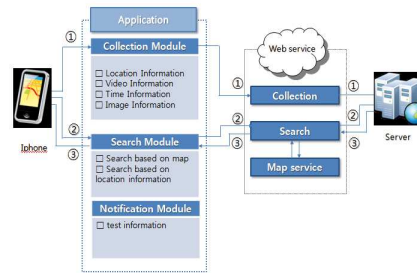 Application
Collection Module
☐ Location Information
☐ Video Information
☐ Time Information
☐ Image Information
Search Module
☐ Search based on map
☐ Search based on
location information
Notification Module
☐ test information
Iphone
①
②
③
①
②
③
Web service
Collection
Search
Map service
①
②
③
Server